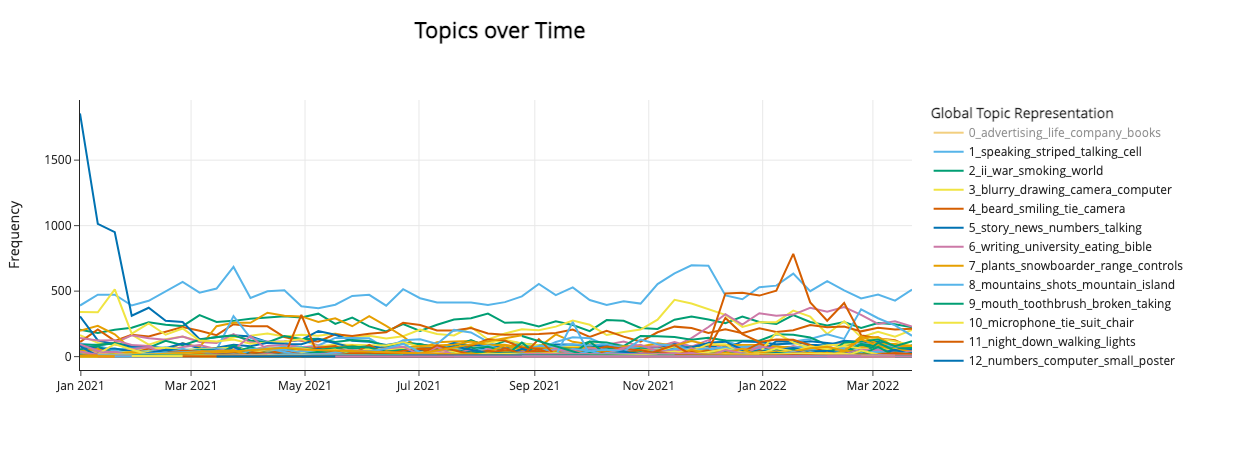 Topics over Time
Frequency
1500
1000
500
0
Jan 2021
Mar 2021
May 2021
Jul 2021
Sep 2021
Nov 2021
Jan 2022
Mar 2022
Global Topic Representation
0_advertising_life_company_books
1_speaking_striped_talking_cell
2_ii_war_smoking_world
3_blurry_drawing_camera_computer
4_beard_smiling_tie_camera
5_story_news_numbers_talking
6_writing_university_eating_bible
7_plants_snowboarder_range_controls
8_mountains_shots_mountain_island
9_mouth_toothbrush_broken_taking
10_microphone_tie_suit_chair
11_night_down_walking_lights
12_numbers_computer_small_poster